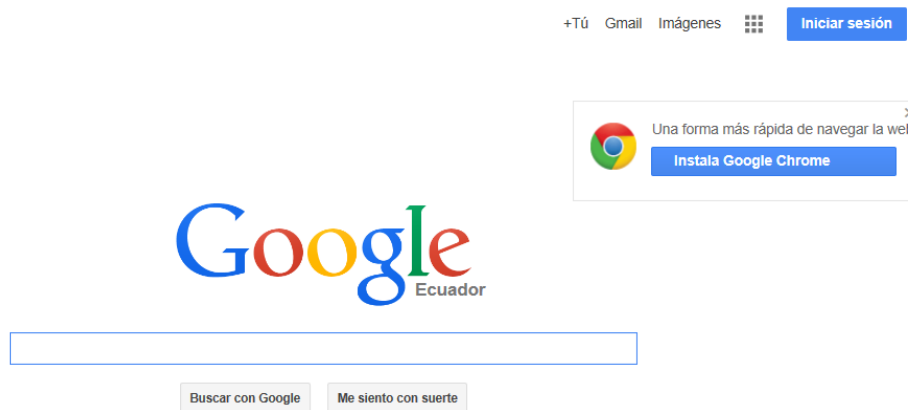 +Tú Gmail Imágenes Iniciar sesión
Una forma más rápida de navegar la wel
Instala Google Chrome
Google
Ecuador
Buscar con Google Me siento con suerte